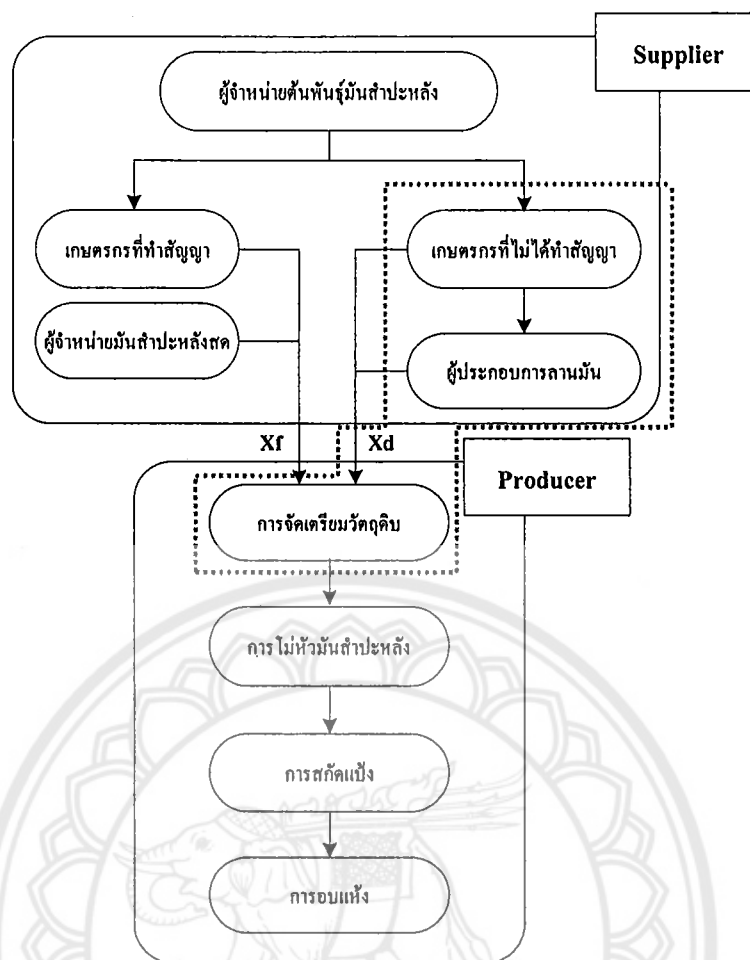 Supplier
ผู้จำหน่ายต้นพันธุ์มันสำปะหลัง
เกษตรกรที่ทำสัญญา
เกษตรกรที่ไม่ได้ทำสัญญา
ผู้จำหน่ายมันสำปะหลังสด
ผู้ประกอบการลานมัน
Xf
Xd
Producer
การจัดเตรียมวัตถุดิบ
การโม่หัวมันสำปะหลัง
การสกัดแป้ง
การอบแห้ง